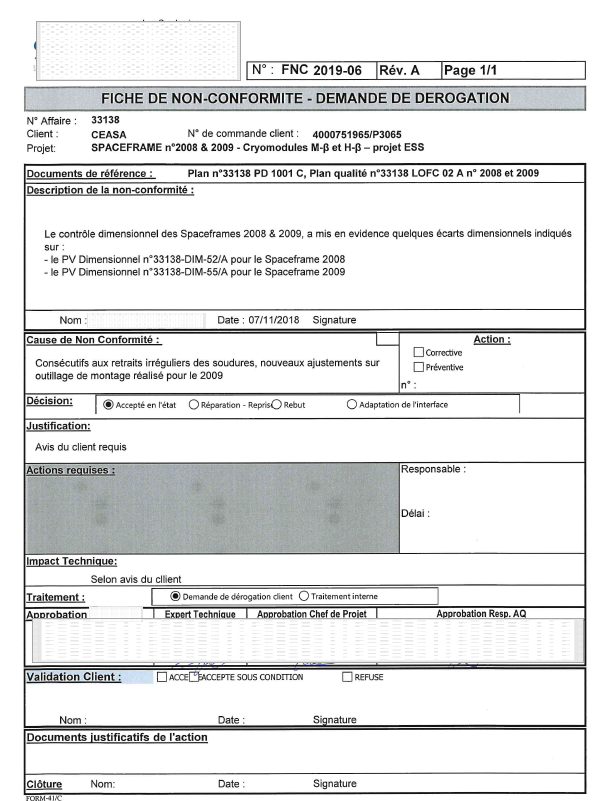 N° : FNC 2019-06 Rév. A Page 1/1
FICHE DE NON-CONFORMITE - DEMANDE DE DEROGATION
N° Affaire : 33138
Client : CEASA N° de commande client : 4000751965/P3065
Projet: SPACEFRAME n°2008 & 2009 - Cryomodules M-β et H-β – projet ESS
Documents de référence : Plan n°33138 PD 1001 C, Plan qualité n°33138 LOFC 02 A n° 2008 et 2009
Description de la non-conformité :
Le contrôle dimensionnel des Spaceframes 2008 & 2009, a mis en evidence quelques écarts dimensionnels indiqués
sur :
- le PV Dimensionnel n°33138-DIM-52/A pour le Spaceframe 2008
- le PV Dimensionnel n°33138-DIM-55/A pour le Spaceframe 2009
Nom : Date : 07/11/2018 Signature
Cause de Non Conformité : Action :
Corrective
Consécutifs aux retraits irréguliers des soudures, nouveaux ajustements sur Préventive
outillage de montage réalisé pour le 2009
n° :
Décision: Accepté en l'état Réparation - Repris Rebut Adaptation de l'interface
Justification:
Avis du client requis
Actions requises : Responsable :
Délai :
Impact Technique:
Selon avis du cllient
Traitement : Demande de dérogation client Traitement interne
Approbation Expert Technique Approbation Chef de Projet Approbation Resp. AQ
Validation Client : ACCE ACCEPTE SOUS CONDITION REFUSE
Nom : Date : Signature
Documents justificatifs de l'action
Clôture Nom: Date : Signature
FORM-41/C